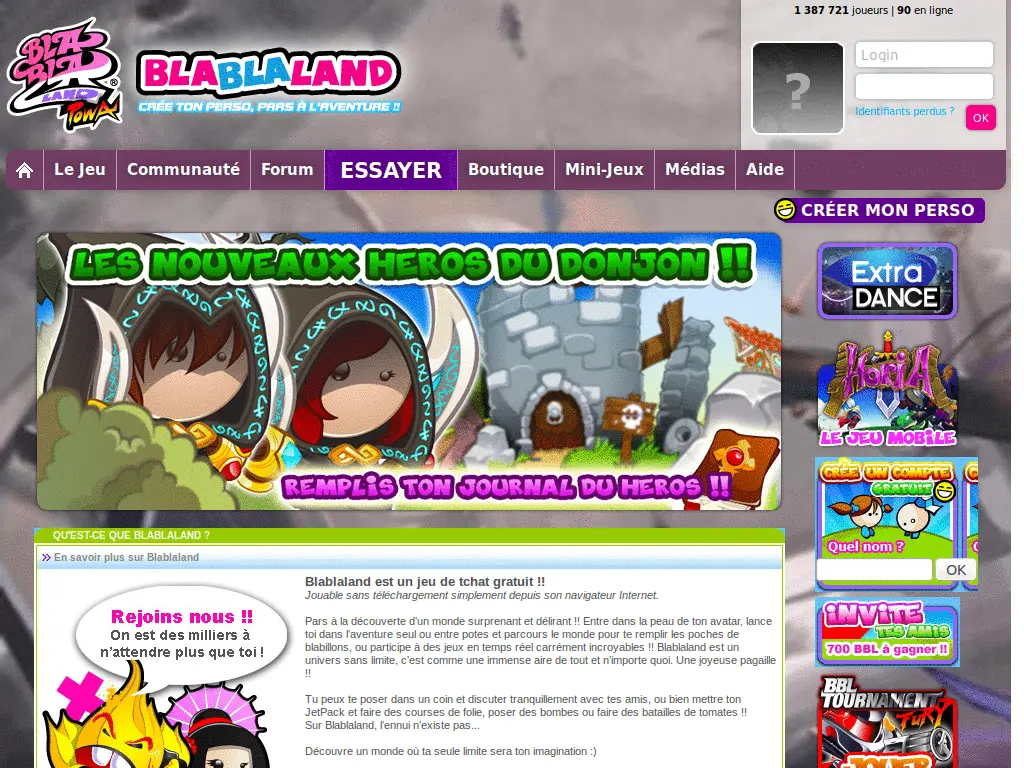 1 387 721 joueurs | 90 en ligne
BLA
BLA
LAND
POWA
®
BLABLALAND
CRÉE TON PERSO, PARS À L'AVENTURE !!
?
Login
Identifiants perdus ?
OK
Le Jeu
Communauté
Forum
ESSAYER
Boutique
Mini-Jeux
Médias
Aide
CRÉER MON PERSO
LES NOUVEAUX HEROS DU DONJON !!
REMPLIS TON JOURNAL DU HEROS !!
Extra
DANCE
HORIA
LE JEU MOBILE
CRÉE UN COMPTE
GRATUIT
Quel nom ?
OK
INVITE
TES AMIS
700 BBL à gagner !!
BBL
TOURNAMENT
FURY
JOUER
QU'EST-CE QUE BLABLALAND ?
En savoir plus sur Blablaland
Rejoins nous !!
On est des milliers à
n'attendre plus que toi !
Blablaland est un jeu de tchat gratuit !!
Jouable sans téléchargement simplement depuis son navigateur Internet.
Pars à la découverte d'un monde surprenant et délirant !! Entre dans la peau de ton avatar, lance
toi dans l'aventure seul ou entre potes et parcours le monde pour te remplir les poches de
blabillons, ou participe à des jeux en temps réel carrément incroyables !! Blablaland est un
univers sans limite, c'est comme une immense aire de tout et n'importe quoi. Une joyeuse pagaille
!!
Tu peux te poser dans un coin et discuter tranquillement avec tes amis, ou bien mettre ton
JetPack et faire des courses de folie, poser des bombes ou faire des batailles de tomates !!
Sur Blablaland, l'ennui n'existe pas...
Découvre un monde où ta seule limite sera ton imagination :)